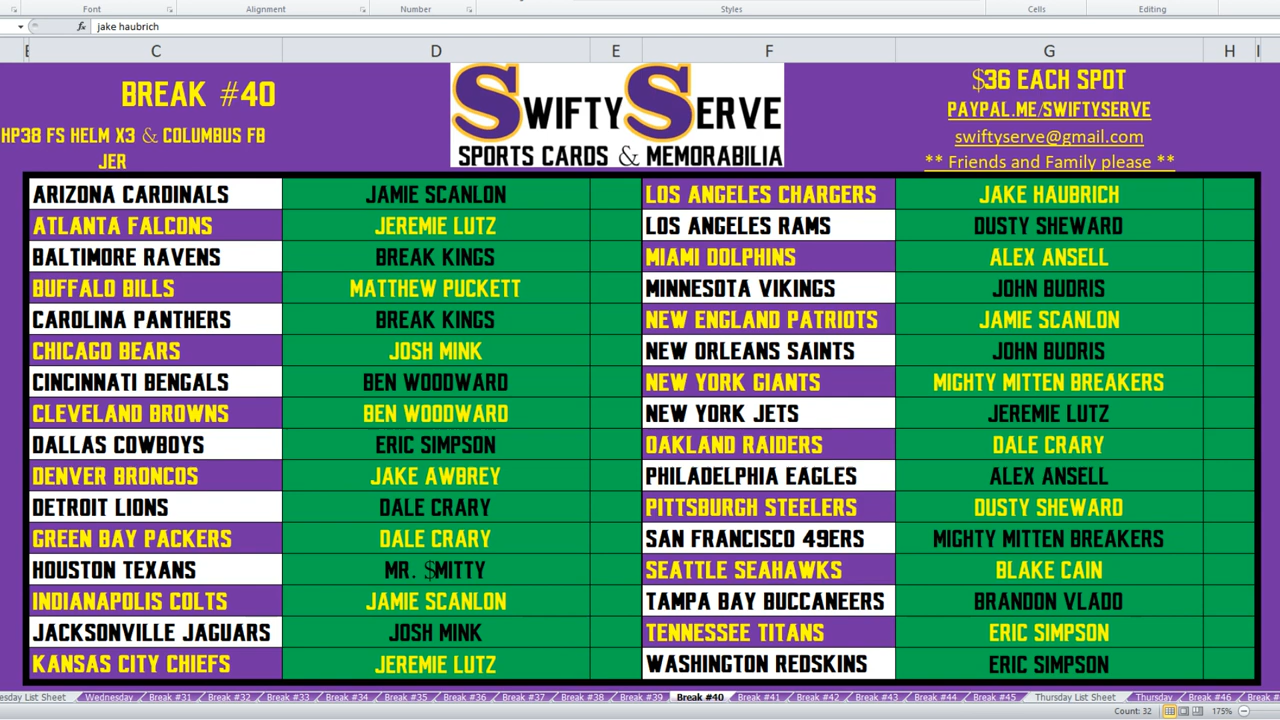 Font Alignment Number Styles Cells Editing
fx jake haubrich
C D E F G H I
BREAK #40
HP38 FS HELM X3 & COLUMBUS FB
JER
SWIFTYSERVE
SPORTS CARDS & MEMORABILIA
$36 EACH SPOT
PAYPAL.ME/SWIFTYSERVE
swiftyserve@gmail.com
** Friends and Family please **
ARIZONA CARDINALS JAMIE SCANLON LOS ANGELES CHARGERS JAKE HAUBRICH
ATLANTA FALCONS JEREMIE LUTZ LOS ANGELES RAMS DUSTY SHEWARD
BALTIMORE RAVENS BREAK KINGS MIAMI DOLPHINS ALEX ANSELL
BUFFALO BILLS MATTHEW PUCKETT MINNESOTA VIKINGS JOHN BUDRIS
CAROLINA PANTHERS BREAK KINGS NEW ENGLAND PATRIOTS JAMIE SCANLON
CHICAGO BEARS JOSH MINK NEW ORLEANS SAINTS JOHN BUDRIS
CINCINNATI BENGALS BEN WOODWARD NEW YORK GIANTS MIGHTY MITTEN BREAKERS
CLEVELAND BROWNS BEN WOODWARD NEW YORK JETS JEREMIE LUTZ
DALLAS COWBOYS ERIC SIMPSON OAKLAND RAIDERS DALE CRARY
DENVER BRONCOS JAKE AWBREY PHILADELPHIA EAGLES ALEX ANSELL
DETROIT LIONS DALE CRARY PITTSBURGH STEELERS DUSTY SHEWARD
GREEN BAY PACKERS DALE CRARY SAN FRANCISCO 49ERS MIGHTY MITTEN BREAKERS
HOUSTON TEXANS MR. $MITTY SEATTLE SEAHAWKS BLAKE CAIN
INDIANAPOLIS COLTS JAMIE SCANLON TAMPA BAY BUCCANEERS BRANDON VLADO
JACKSONVILLE JAGUARS JOSH MINK TENNESSEE TITANS ERIC SIMPSON
KANSAS CITY CHIEFS JEREMIE LUTZ WASHINGTON REDSKINS ERIC SIMPSON
esday List Sheet Wednesday Break #31 Break #32 Break #33 Break #34 Break #35 Break #36 Break #37 Break #38 Break #39 Break #40 Break #41 Break #42 Break #43 Break #44 Break #45 Thursday List Sheet Thursday Break #46 Break #
Count: 32 175%